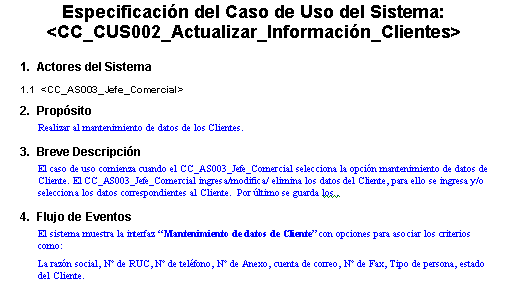 Especificación del Caso de Uso del Sistema:
<CC_CUS002_Actualizar_Información_Clientes>
1. Actores del Sistema
1.1 <CC_AS003_Jefe_Comercial>
2. Propósito
Realizar al mantenimiento de datos de los Clientes.
3. Breve Descripción
El caso de uso comienza cuando el CC_AS003_Jefe_Comercial selecciona la opción mantenimiento de datos de
Cliente. El CC_AS003_Jefe_Comercial ingresa/modifica/ elimina los datos del Cliente, para ello se ingresa y/o
selecciona los datos correspondientes al Cliente. Por último se guarda los..
4. Flujo de Eventos
El sistema muestra la interfaz “Mantenimiento de datos de Cliente” con opciones para asociar los criterios
como:
La razón social, Nº de RUC, Nº de teléfono, Nº de Anexo, cuenta de correo, Nº de Fax, Tipo de persona, estado
del Cliente.